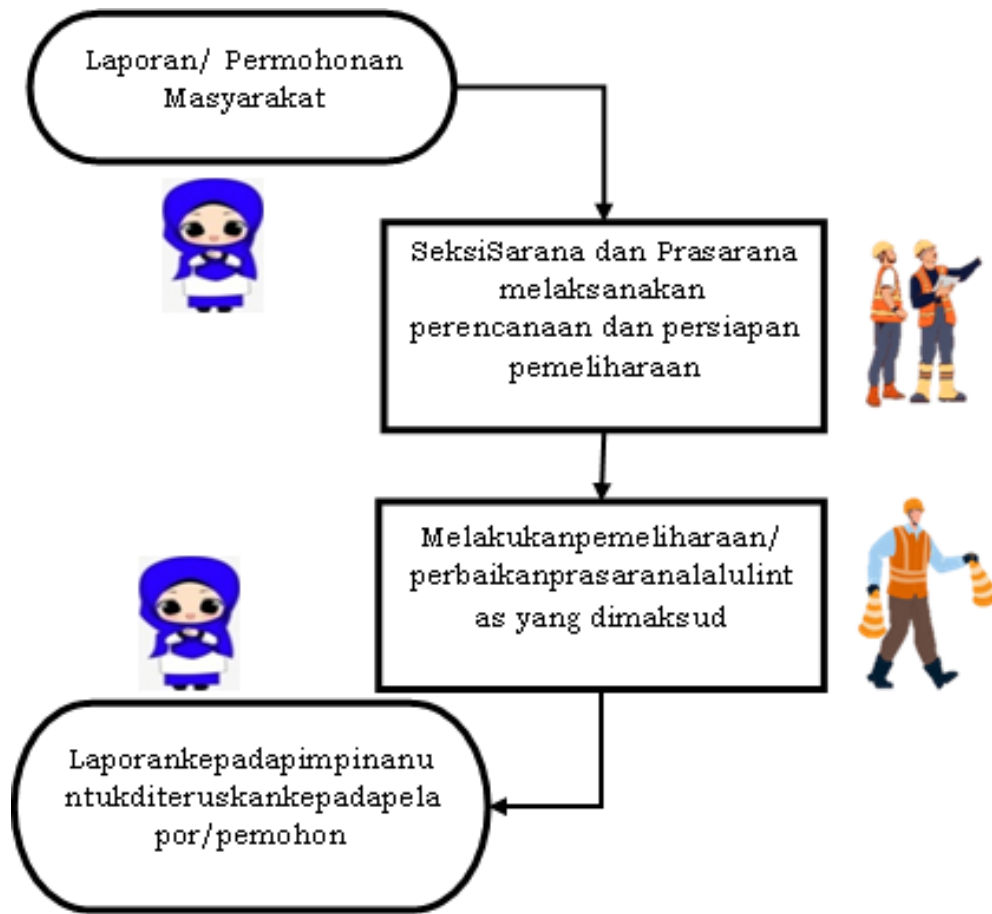 Laporan/ Permohonan
Masyarakat
SeksiSarana dan Prasarana
melaksanakan
perencanaan dan persiapan
pemeliharaan
Melakukanpemeliharaan/
perbaikanprasaranalalulint
as yang dimaksud
Laporankepadapimpinanu
ntukditeruskankepadapela
por/pemohon